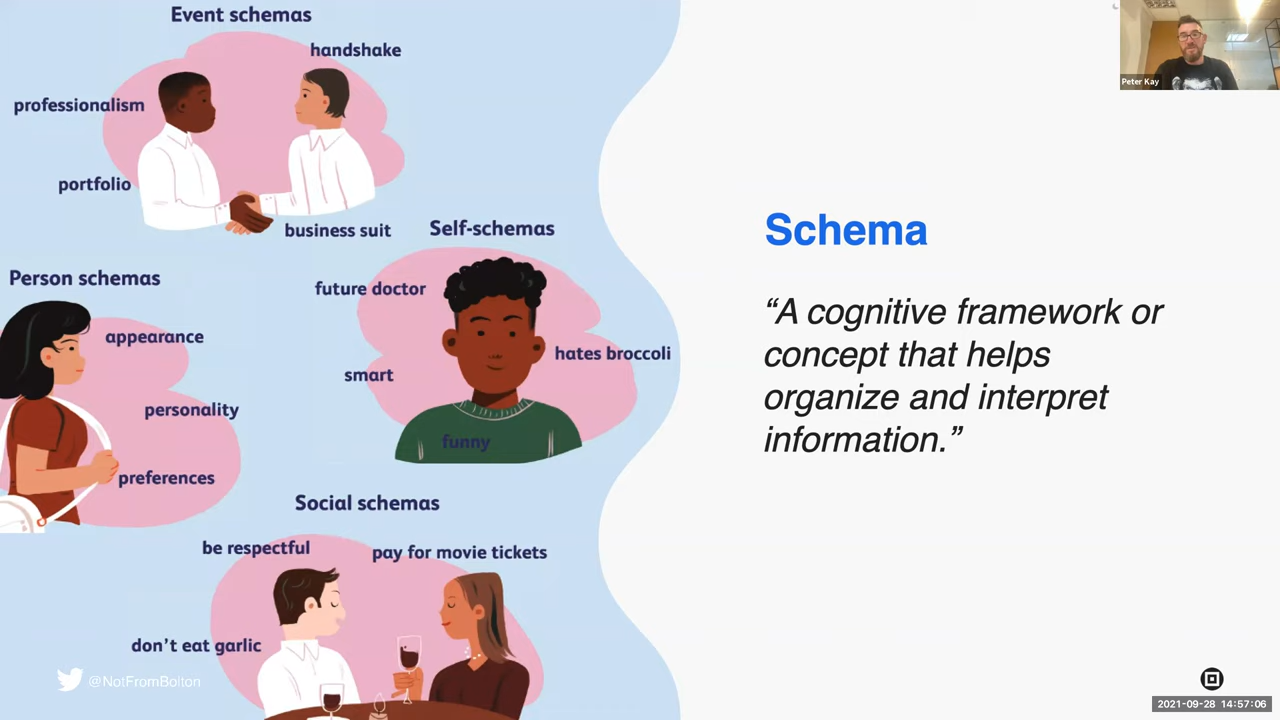 Event schemas
handshake
professionalism
portfolio
business suit
Self-schemas
future doctor
hates broccoli
smart
funny
Person schemas
appearance
personality
preferences
Social schemas
be respectful
pay for movie tickets
don't eat garlic
@NotFromBolton
Schema
“A cognitive framework or
concept that helps
organize and interpret
information.”
Peter Kay
2021-09-28 14:57:06